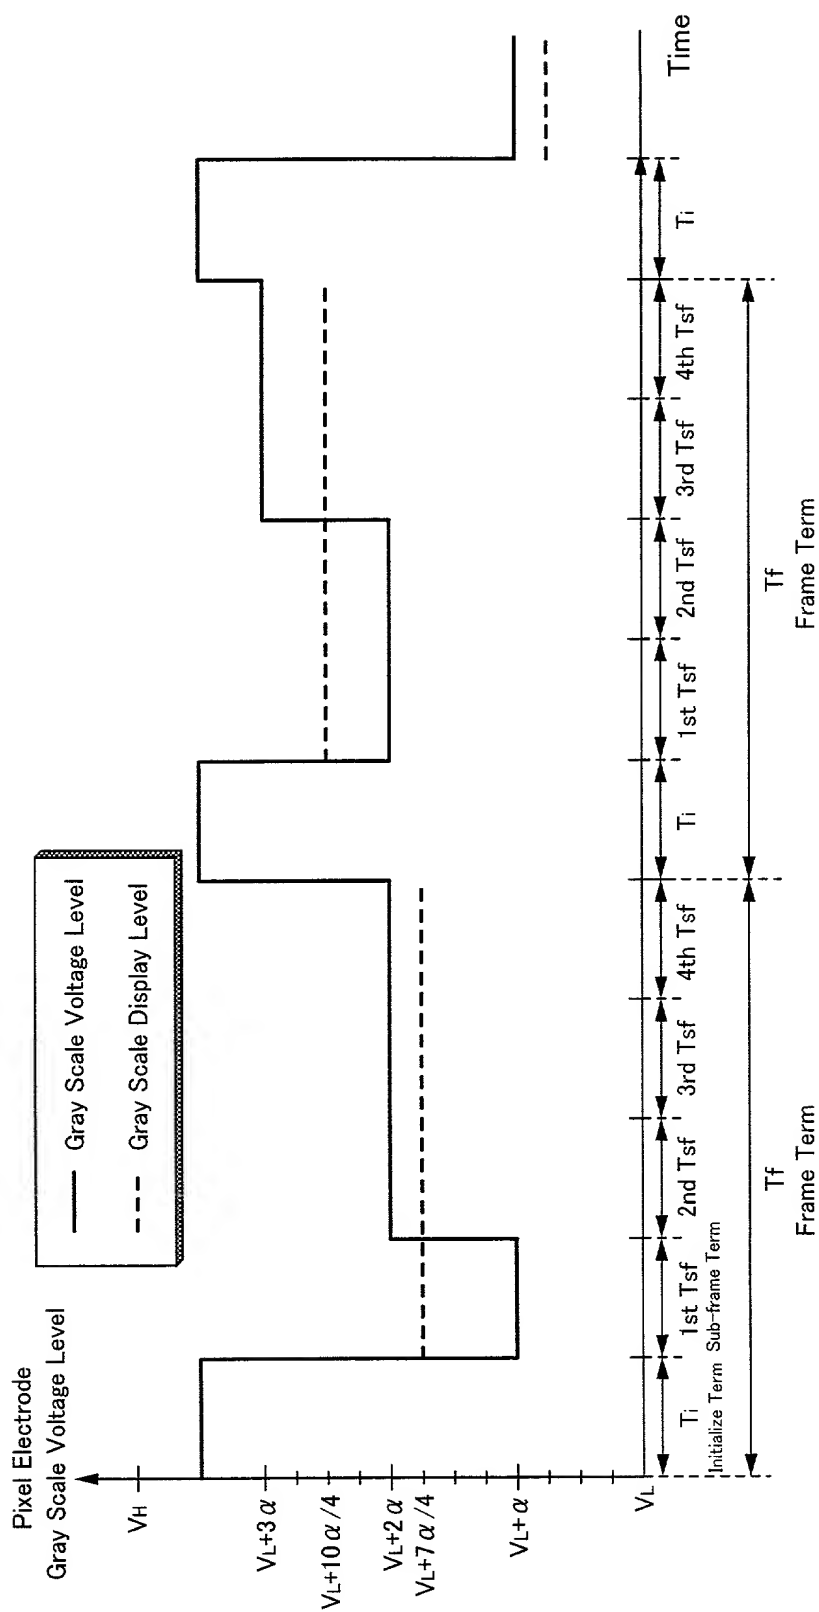 Pixel Electrode
Gray Scale Voltage Level
Gray Scale Voltage Level
Gray Scale Display Level
VH
VL+3α
VL+10α/4
VL+2α
VL+7α/4
VL+α
VL
Time
Ti
1st Tsf
2nd Tsf
3rd Tsf
4th Tsf
Ti
1st Tsf
2nd Tsf
3rd Tsf
4th Tsf
Ti
Initialize Term
Sub-frame Term
Tf
Frame Term
Tf
Frame Term